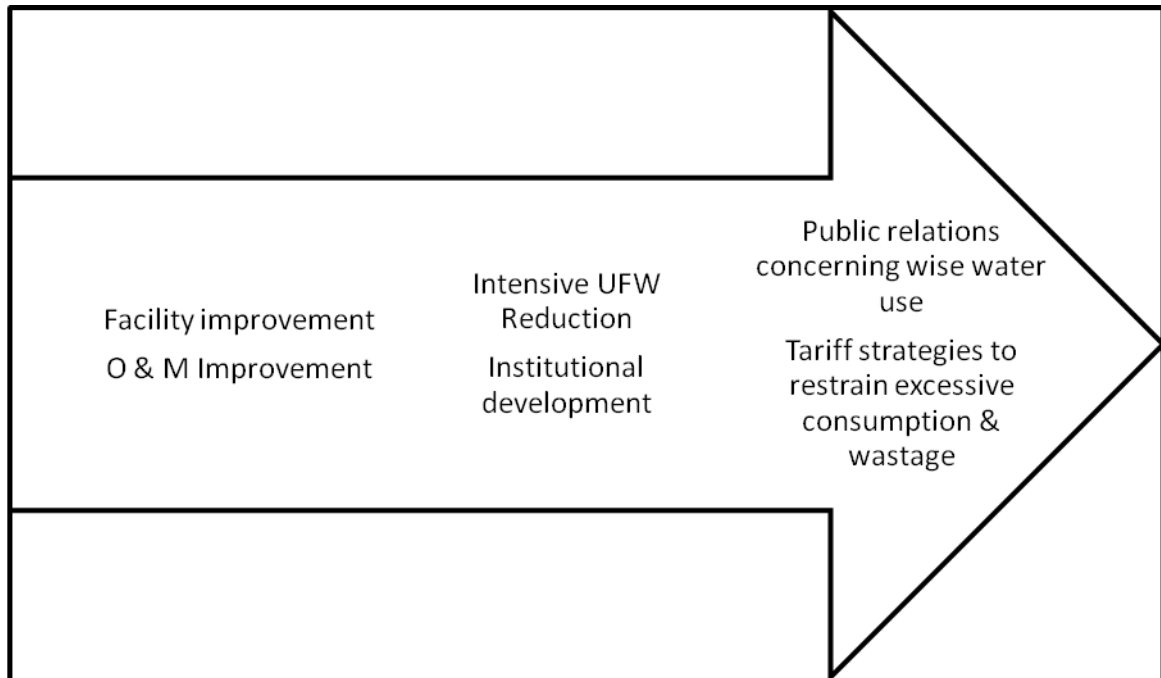 Facility improvement
O & M Improvement
Intensive UFW
Reduction
Institutional
development
Public relations
concerning wise water
use
Tariff strategies to
restrain excessive
consumption &
wastage